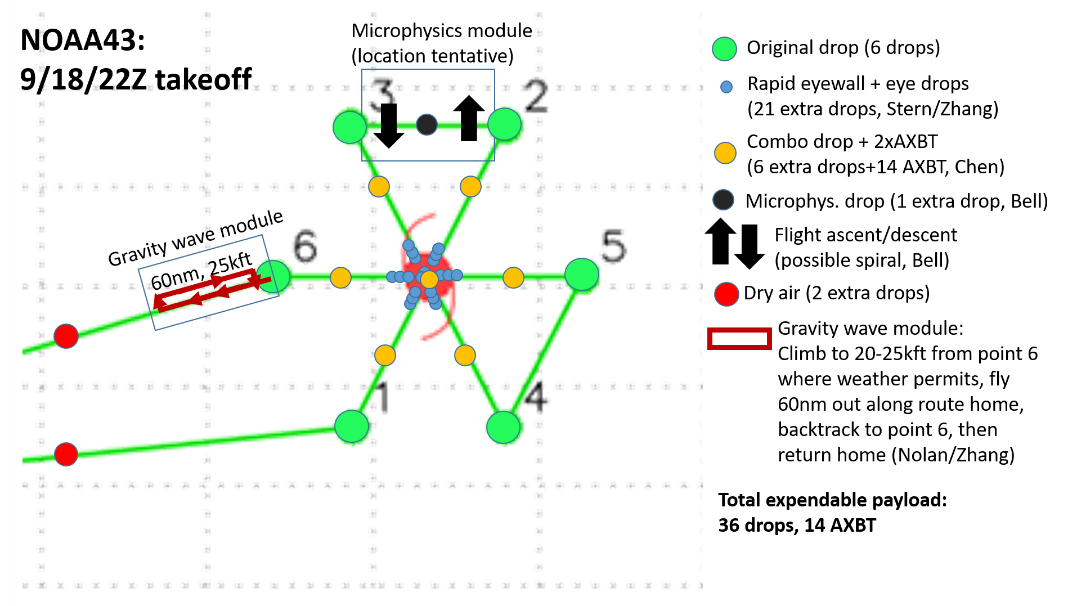 NOAA43:
9/18/22Z takeoff
Microphysics module
(location tentative)
3
2
Gravity wave module
60nm, 25kft
6
5
1
4
Original drop (6 drops)
Rapid eyewall + eye drops
(21 extra drops, Stern/Zhang)
Combo drop + 2xAXBT
(6 extra drops+14 AXBT, Chen)
Microphys. drop (1 extra drop, Bell)
Flight ascent/descent
(possible spiral, Bell)
Dry air (2 extra drops)
Gravity wave module:
Climb to 20-25kft from point 6
where weather permits, fly
60nm out along route home,
backtrack to point 6, then
return home (Nolan/Zhang)
Total expendable payload:
36 drops, 14 AXBT